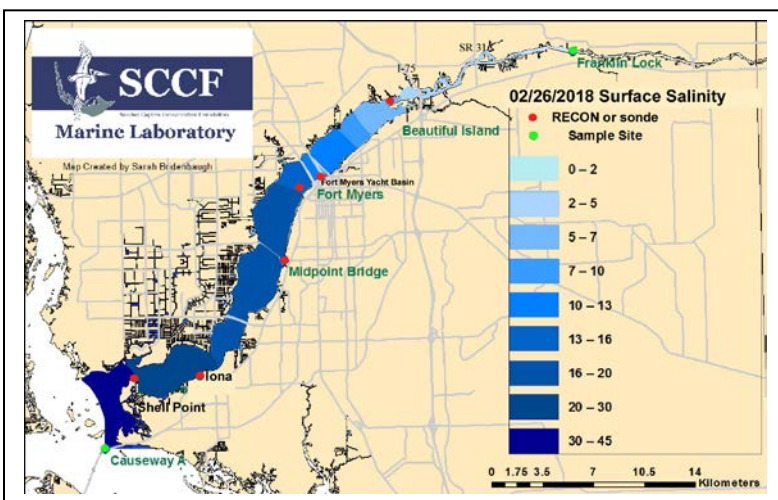 SCCF
Marine Laboratory
Map Created by Sarah Bridenbaugh
I-75
SR 31
Franklin Lock
02/26/2018 Surface Salinity
RECON or sonde
Sample Site
Beautiful Island
Fort Myers Yacht Basin
Fort Myers
Midpoint Bridge
Iona
Shell Point
Causeway A
0 – 2
2 – 5
5 – 7
7 – 10
10 – 13
13 – 16
16 – 20
20 – 30
30 – 45
0 1.75 3.5 7 10.5 14
Kilometers